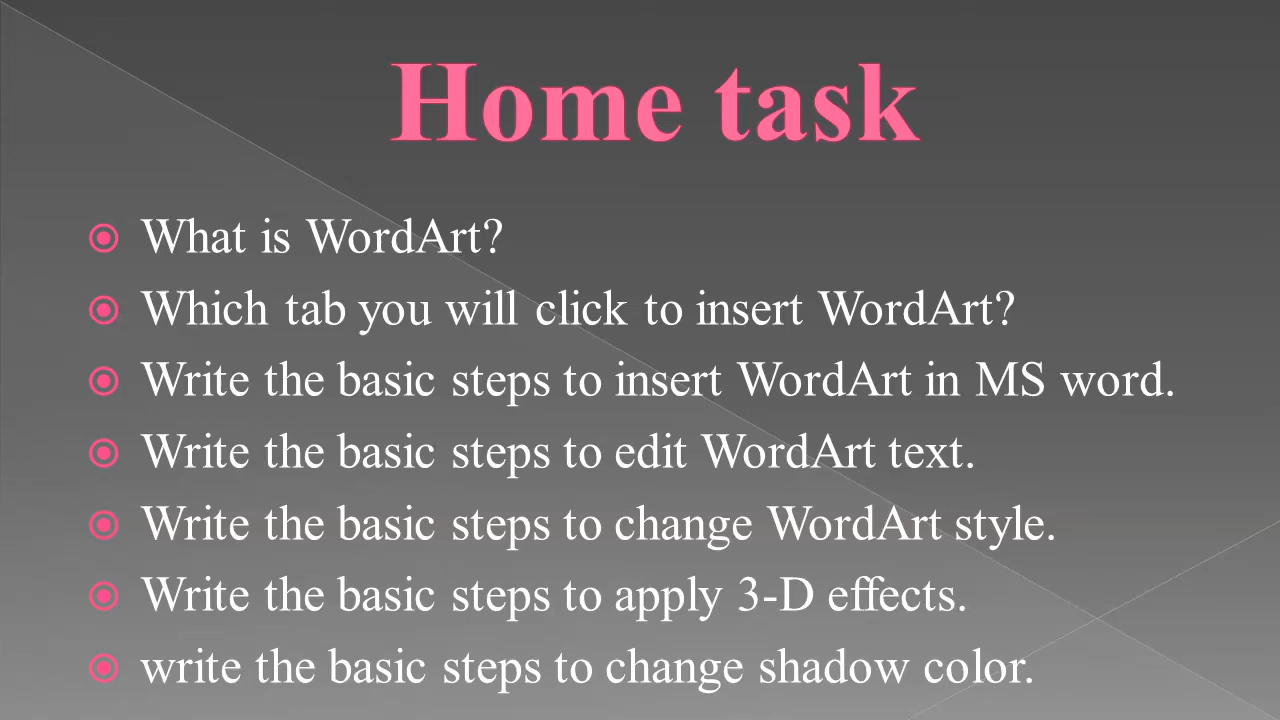 Home task
What is WordArt?
Which tab you will click to insert WordArt?
Write the basic steps to insert WordArt in MS word.
Write the basic steps to edit WordArt text.
Write the basic steps to change WordArt style.
Write the basic steps to apply 3-D effects.
write the basic steps to change shadow color.